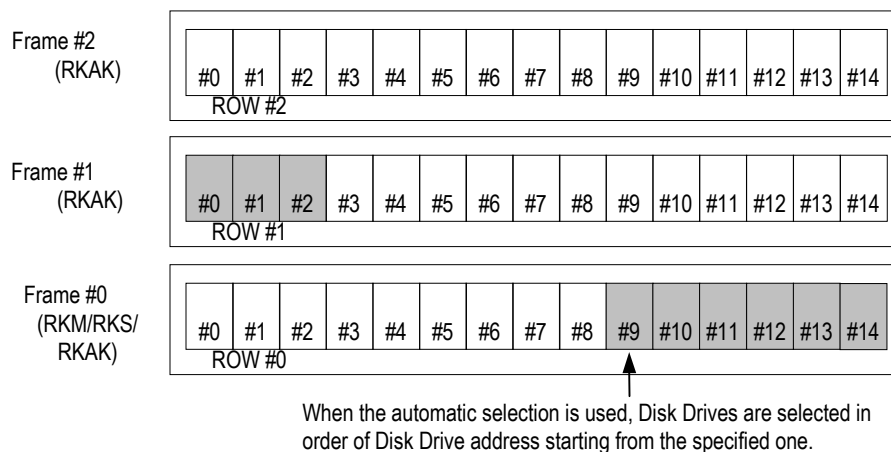 Frame #2
(RKAK)
#0 #1 #2 #3 #4 #5 #6 #7 #8 #9 #10 #11 #12 #13 #14
ROW #2
Frame #1
(RKAK)
#0 #1 #2 #3 #4 #5 #6 #7 #8 #9 #10 #11 #12 #13 #14
ROW #1
Frame #0
(RKM/RKS/
RKAK)
#0 #1 #2 #3 #4 #5 #6 #7 #8 #9 #10 #11 #12 #13 #14
ROW #0
When the automatic selection is used, Disk Drives are selected in
order of Disk Drive address starting from the specified one.